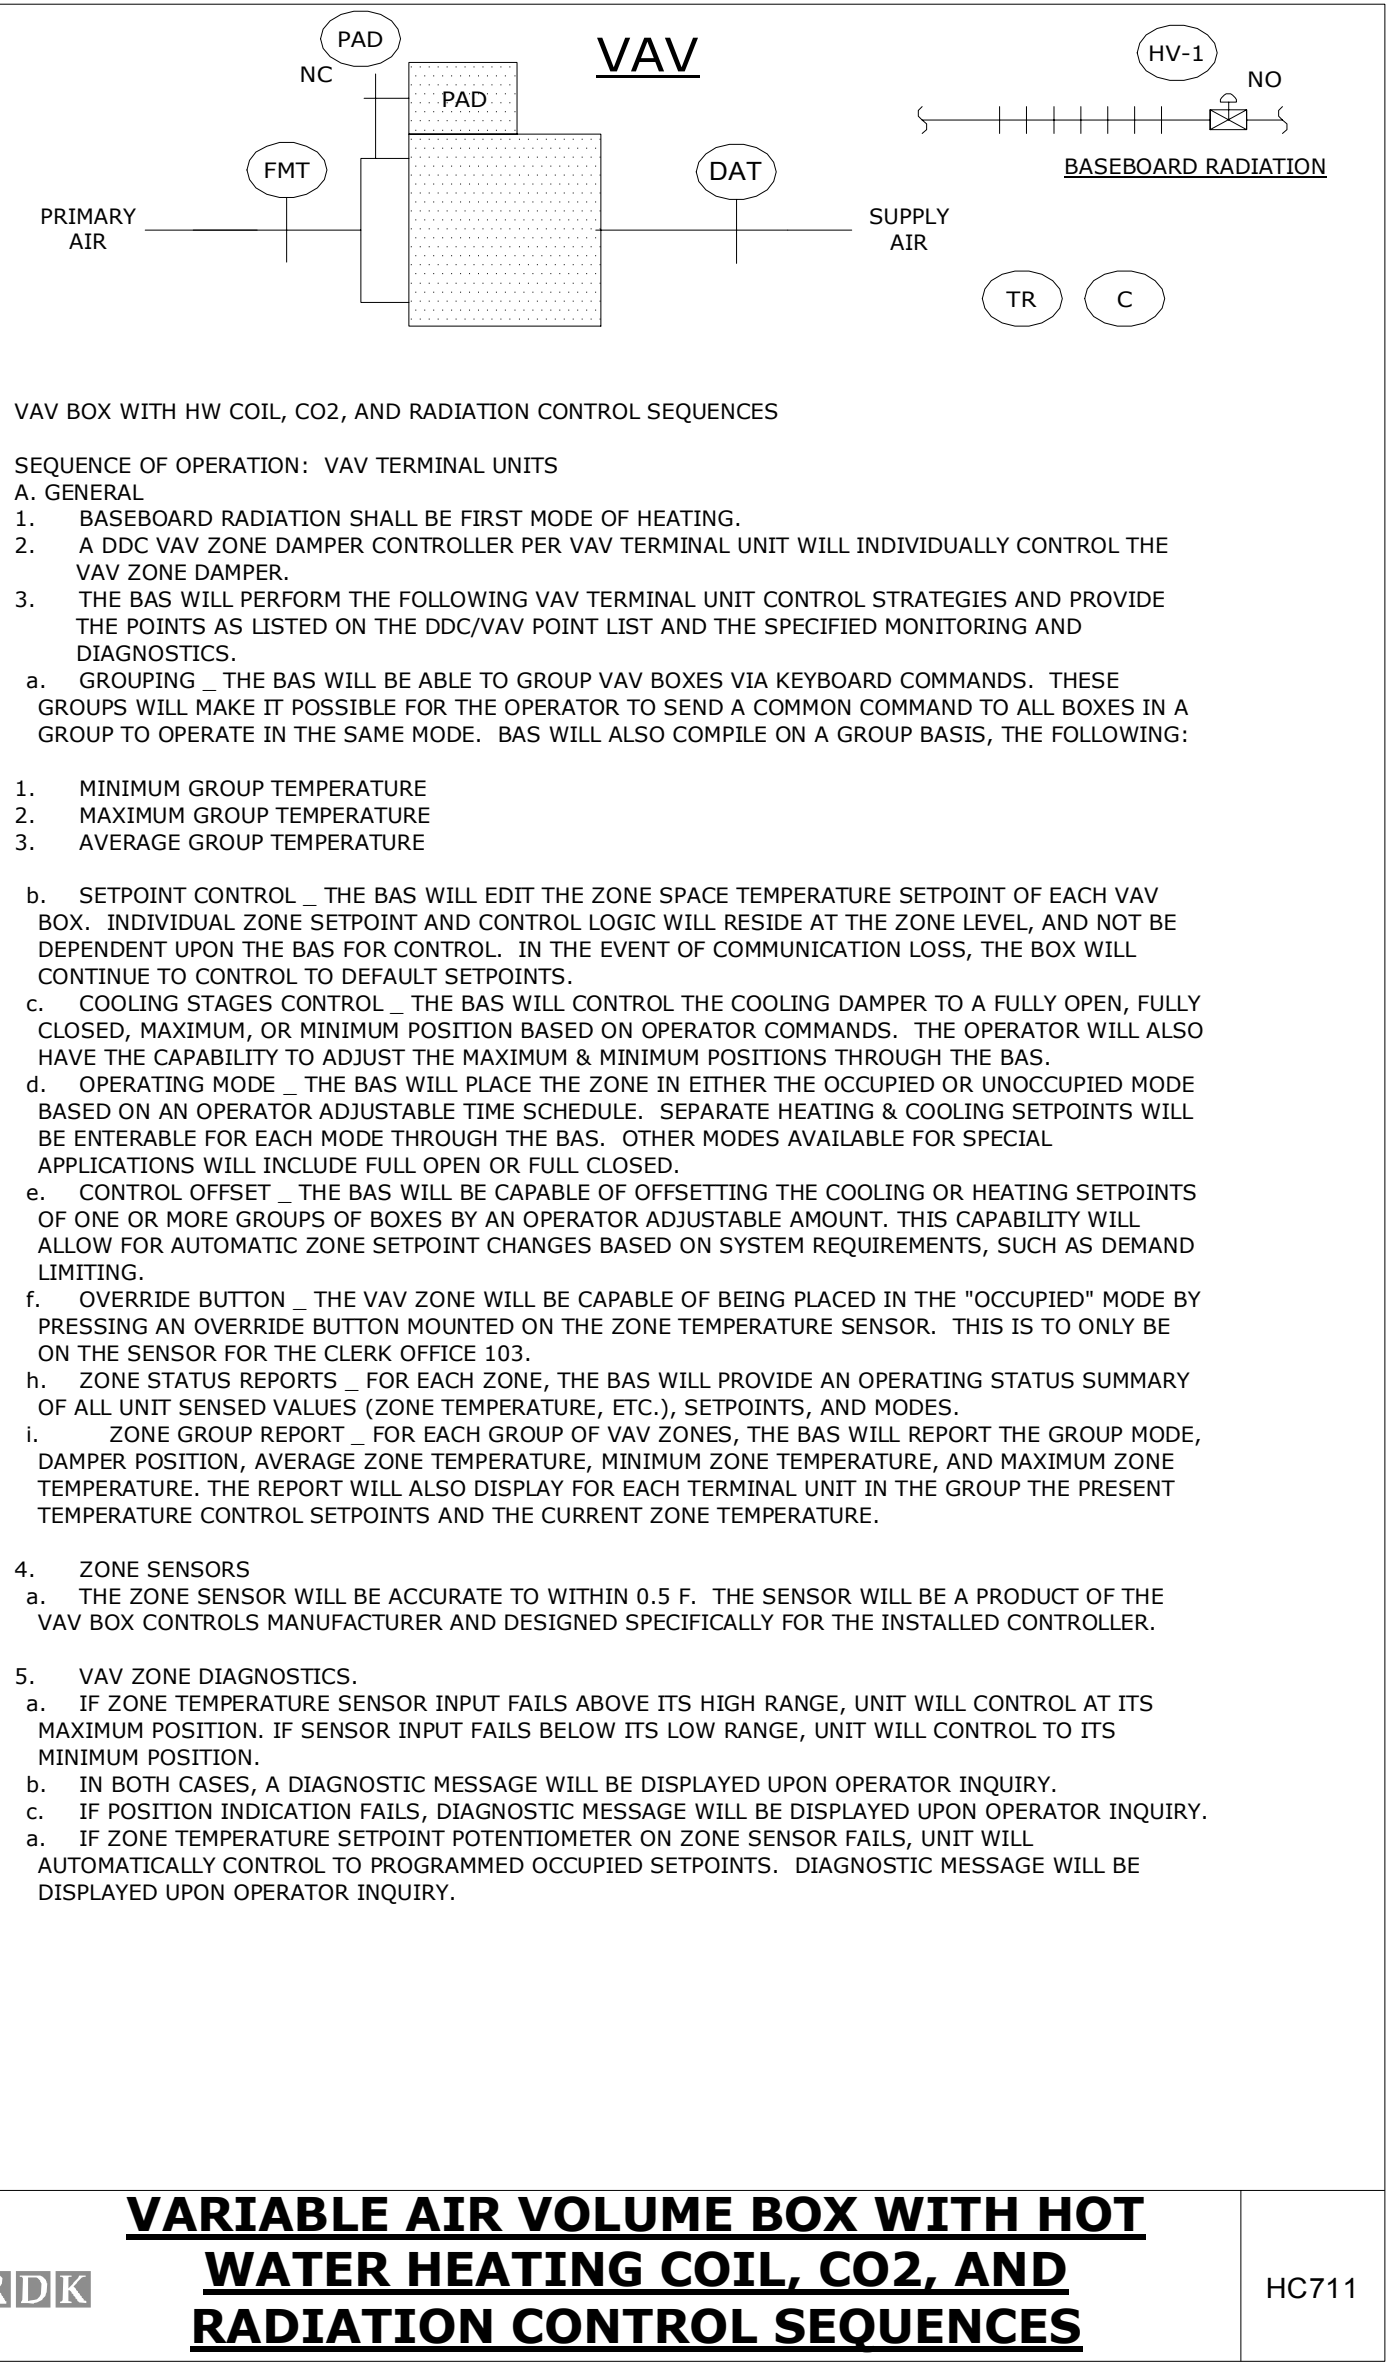 PAD
VAV
HV-1
NC
NO
PAD
FMT
DAT
BASEBOARD RADIATION
PRIMARY
AIR
SUPPLY
AIR
TR
C
VAV BOX WITH HW COIL, CO2, AND RADIATION CONTROL SEQUENCES
SEQUENCE OF OPERATION: VAV TERMINAL UNITS
A. GENERAL
1. BASEBOARD RADIATION SHALL BE FIRST MODE OF HEATING.
2. A DDC VAV ZONE DAMPER CONTROLLER PER VAV TERMINAL UNIT WILL INDIVIDUALLY CONTROL THE
VAV ZONE DAMPER.
3. THE BAS WILL PERFORM THE FOLLOWING VAV TERMINAL UNIT CONTROL STRATEGIES AND PROVIDE
THE POINTS AS LISTED ON THE DDC/VAV POINT LIST AND THE SPECIFIED MONITORING AND
DIAGNOSTICS.
a. GROUPING _ THE BAS WILL BE ABLE TO GROUP VAV BOXES VIA KEYBOARD COMMANDS. THESE
GROUPS WILL MAKE IT POSSIBLE FOR THE OPERATOR TO SEND A COMMON COMMAND TO ALL BOXES IN A
GROUP TO OPERATE IN THE SAME MODE. BAS WILL ALSO COMPILE ON A GROUP BASIS, THE FOLLOWING:
1. MINIMUM GROUP TEMPERATURE
2. MAXIMUM GROUP TEMPERATURE
3. AVERAGE GROUP TEMPERATURE
b. SETPOINT CONTROL _ THE BAS WILL EDIT THE ZONE SPACE TEMPERATURE SETPOINT OF EACH VAV
BOX. INDIVIDUAL ZONE SETPOINT AND CONTROL LOGIC WILL RESIDE AT THE ZONE LEVEL, AND NOT BE
DEPENDENT UPON THE BAS FOR CONTROL. IN THE EVENT OF COMMUNICATION LOSS, THE BOX WILL
CONTINUE TO CONTROL TO DEFAULT SETPOINTS.
c. COOLING STAGES CONTROL _ THE BAS WILL CONTROL THE COOLING DAMPER TO A FULLY OPEN, FULLY
CLOSED, MAXIMUM, OR MINIMUM POSITION BASED ON OPERATOR COMMANDS. THE OPERATOR WILL ALSO
HAVE THE CAPABILITY TO ADJUST THE MAXIMUM & MINIMUM POSITIONS THROUGH THE BAS.
d. OPERATING MODE _ THE BAS WILL PLACE THE ZONE IN EITHER THE OCCUPIED OR UNOCCUPIED MODE
BASED ON AN OPERATOR ADJUSTABLE TIME SCHEDULE. SEPARATE HEATING & COOLING SETPOINTS WILL
BE ENTERABLE FOR EACH MODE THROUGH THE BAS. OTHER MODES AVAILABLE FOR SPECIAL
APPLICATIONS WILL INCLUDE FULL OPEN OR FULL CLOSED.
e. CONTROL OFFSET _ THE BAS WILL BE CAPABLE OF OFFSETTING THE COOLING OR HEATING SETPOINTS
OF ONE OR MORE GROUPS OF BOXES BY AN OPERATOR ADJUSTABLE AMOUNT. THIS CAPABILITY WILL
ALLOW FOR AUTOMATIC ZONE SETPOINT CHANGES BASED ON SYSTEM REQUIREMENTS, SUCH AS DEMAND
LIMITING.
f. OVERRIDE BUTTON _ THE VAV ZONE WILL BE CAPABLE OF BEING PLACED IN THE "OCCUPIED" MODE BY
PRESSING AN OVERRIDE BUTTON MOUNTED ON THE ZONE TEMPERATURE SENSOR. THIS IS TO ONLY BE
ON THE SENSOR FOR THE CLERK OFFICE 103.
h. ZONE STATUS REPORTS _ FOR EACH ZONE, THE BAS WILL PROVIDE AN OPERATING STATUS SUMMARY
OF ALL UNIT SENSED VALUES (ZONE TEMPERATURE, ETC.), SETPOINTS, AND MODES.
i. ZONE GROUP REPORT _ FOR EACH GROUP OF VAV ZONES, THE BAS WILL REPORT THE GROUP MODE,
DAMPER POSITION, AVERAGE ZONE TEMPERATURE, MINIMUM ZONE TEMPERATURE, AND MAXIMUM ZONE
TEMPERATURE. THE REPORT WILL ALSO DISPLAY FOR EACH TERMINAL UNIT IN THE GROUP THE PRESENT
TEMPERATURE CONTROL SETPOINTS AND THE CURRENT ZONE TEMPERATURE.
4. ZONE SENSORS
a. THE ZONE SENSOR WILL BE ACCURATE TO WITHIN 0.5 F. THE SENSOR WILL BE A PRODUCT OF THE
VAV BOX CONTROLS MANUFACTURER AND DESIGNED SPECIFICALLY FOR THE INSTALLED CONTROLLER.
5. VAV ZONE DIAGNOSTICS.
a. IF ZONE TEMPERATURE SENSOR INPUT FAILS ABOVE ITS HIGH RANGE, UNIT WILL CONTROL AT ITS
MAXIMUM POSITION. IF SENSOR INPUT FAILS BELOW ITS LOW RANGE, UNIT WILL CONTROL TO ITS
MINIMUM POSITION.
b. IN BOTH CASES, A DIAGNOSTIC MESSAGE WILL BE DISPLAYED UPON OPERATOR INQUIRY.
c. IF POSITION INDICATION FAILS, DIAGNOSTIC MESSAGE WILL BE DISPLAYED UPON OPERATOR INQUIRY.
a. IF ZONE TEMPERATURE SETPOINT POTENTIOMETER ON ZONE SENSOR FAILS, UNIT WILL
AUTOMATICALLY CONTROL TO PROGRAMMED OCCUPIED SETPOINTS. DIAGNOSTIC MESSAGE WILL BE
DISPLAYED UPON OPERATOR INQUIRY.
VARIABLE AIR VOLUME BOX WITH HOT
WATER HEATING COIL, CO2, AND
RADIATION CONTROL SEQUENCES
RDK
HC711